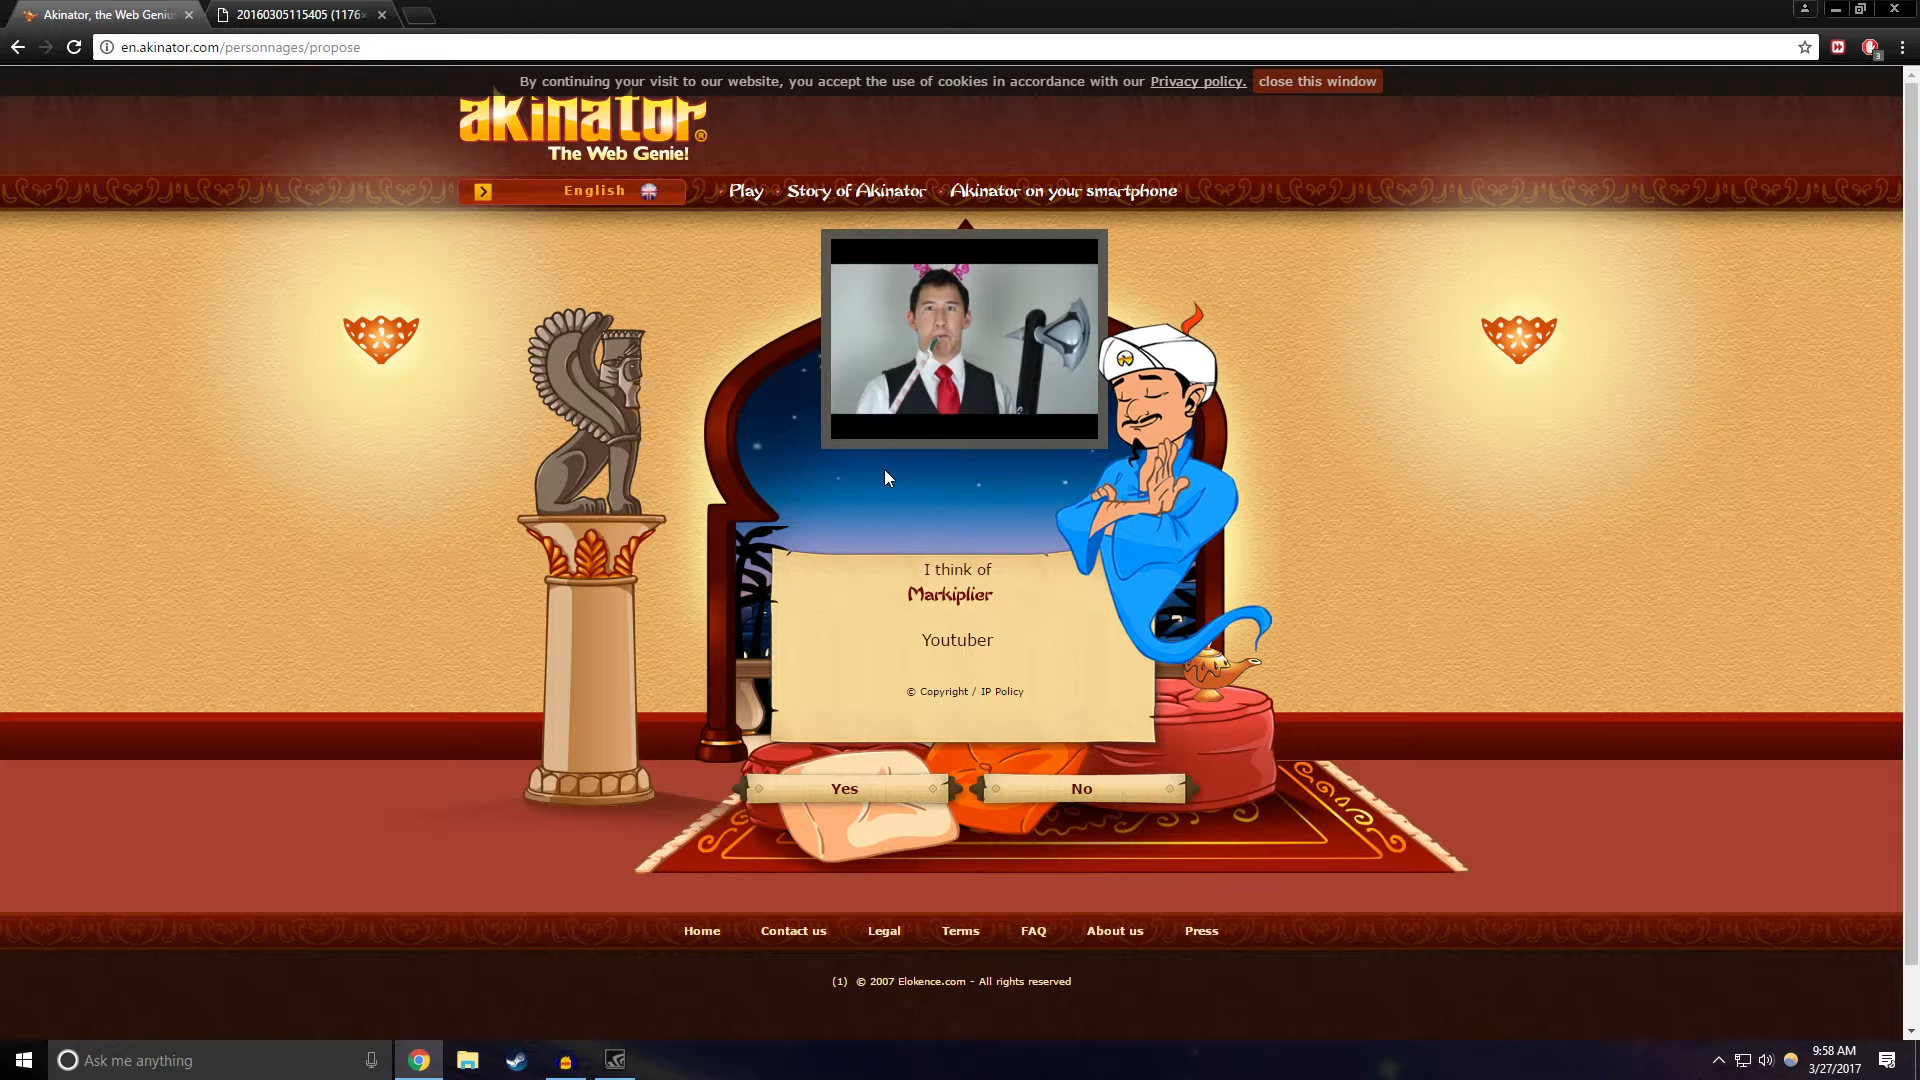 Akinator, the Web Geniu
20160305115405 (1176×
en.akinator.com/personnages/propose
3
By continuing your visit to our website, you accept the use of cookies in accordance with our Privacy policy. close this window
akinator®
The Web Genie!
English
Play
Story of Akinator
Akinator on your smartphone
I think of
Markiplier
Youtuber
© Copyright / IP Policy
Yes
No
Home Contact us Legal Terms FAQ About us Press
(1) © 2007 Elokence.com - All rights reserved
Ask me anything
9:58 AM
3/27/2017